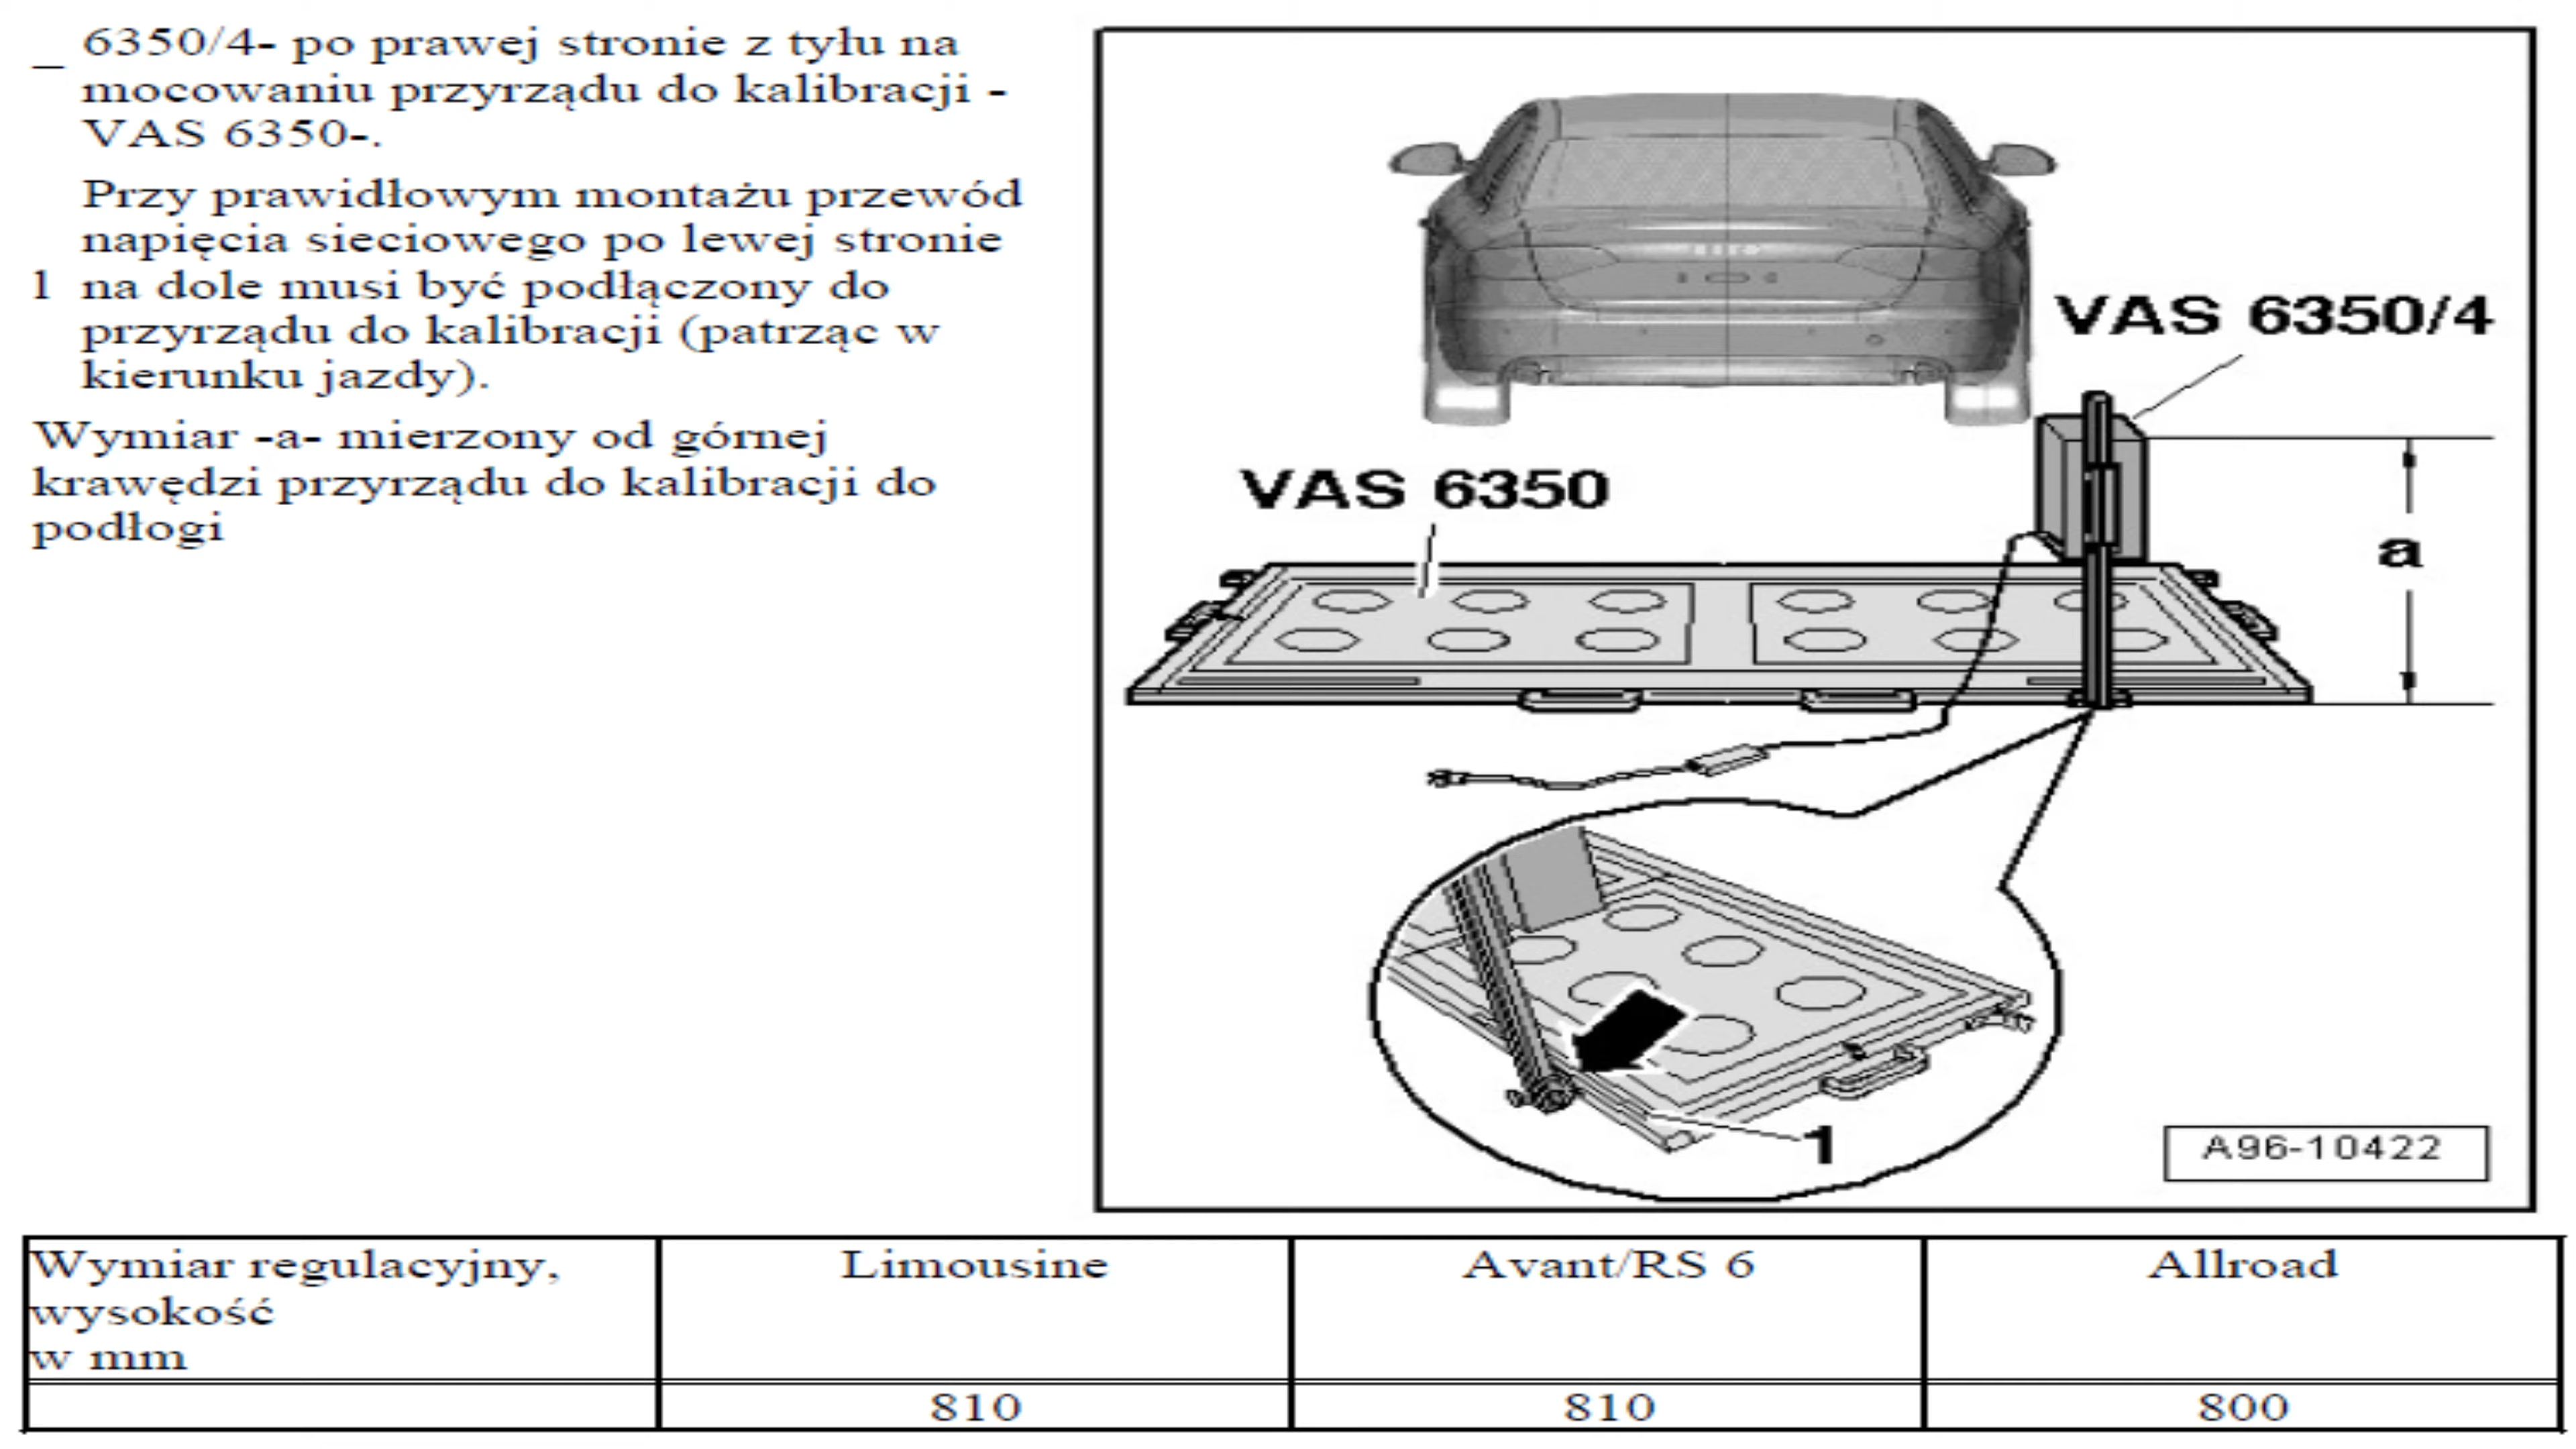 _ 6350/4- po prawej stronie z tyłu na
mocowaniu przyrządu do kalibracji -
VAS 6350-.
Przy prawidłowym montażu przewód
napięcia sieciowego po lewej stronie
l na dole musi być podłączony do
przyrządu do kalibracji (patrząc w
kierunku jazdy).
Wymiar -a- mierzony od górnej
krawędzi przyrządu do kalibracji do
podłogi
VAS 6350/4
VAS 6350
a
1
A96-10422
Wymiar regulacyjny,
wysokość
w mm
Limousine
Avant/RS 6
Allroad
810
810
800